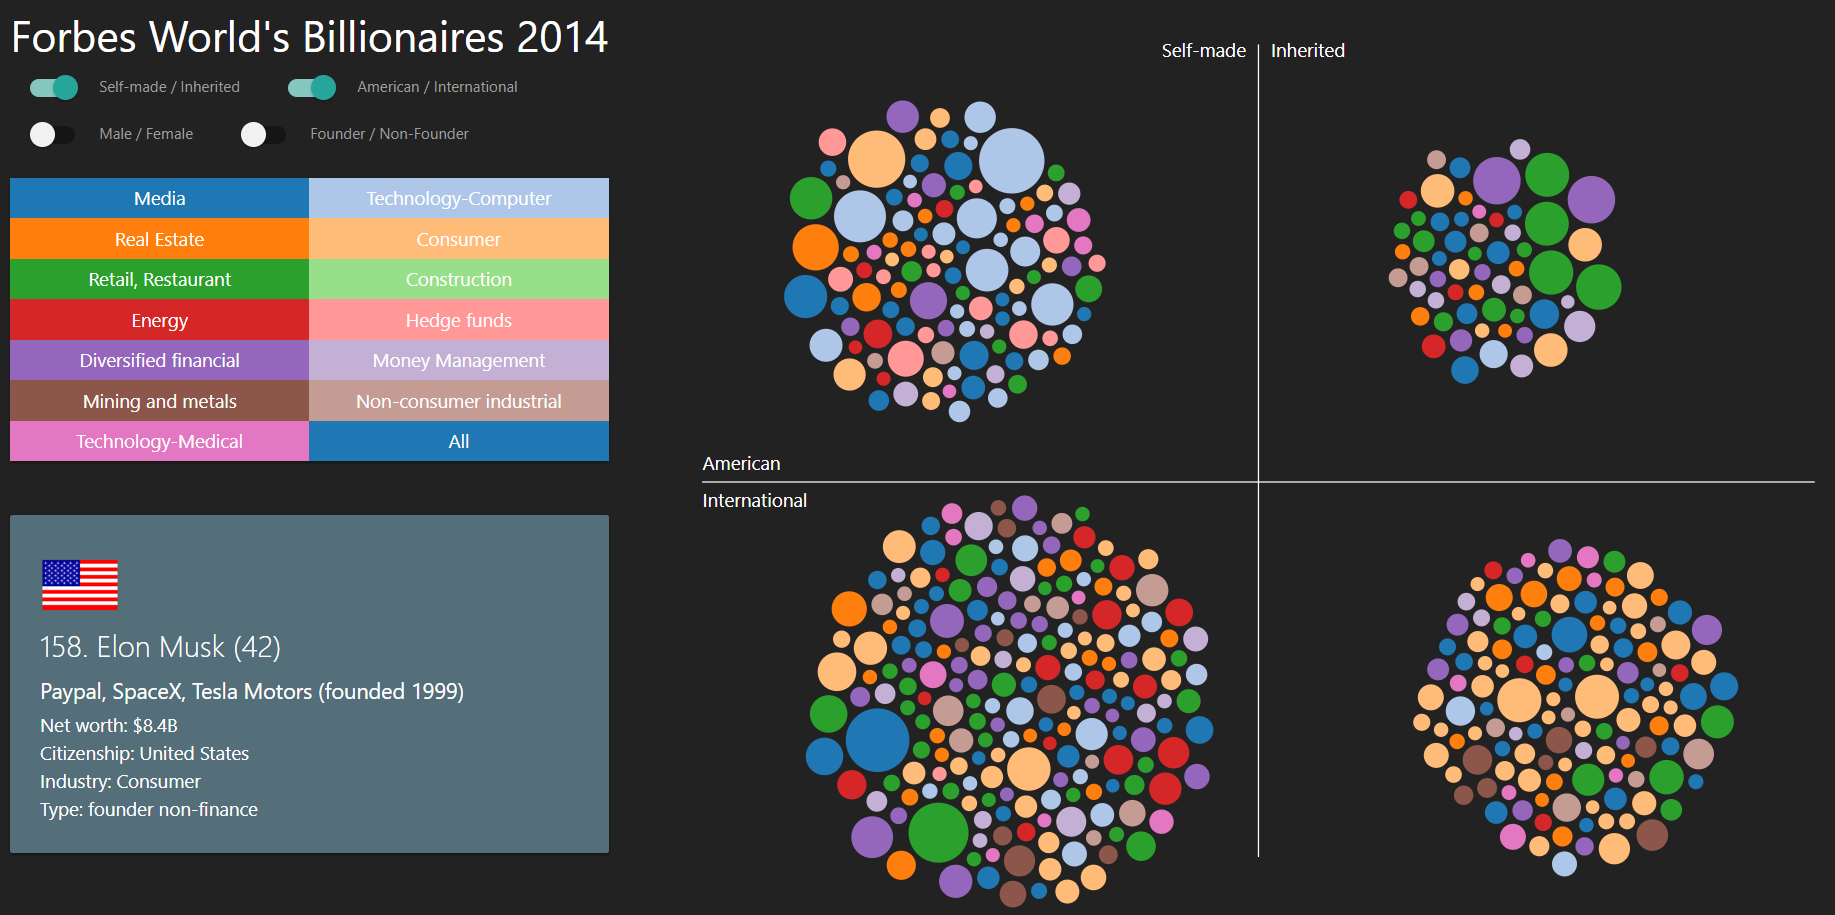 Forbes World's Billionaires 2014
Self-made / Inherited
American / International
Male / Female
Founder / Non-Founder
Media
Technology-Computer
Real Estate
Consumer
Retail, Restaurant
Construction
Energy
Hedge funds
Diversified financial
Money Management
Mining and metals
Non-consumer industrial
Technology-Medical
All
158. Elon Musk (42)
Paypal, SpaceX, Tesla Motors (founded 1999)
Net worth: $8.4B
Citizenship: United States
Industry: Consumer
Type: founder non-finance
Self-made
Inherited
American
International